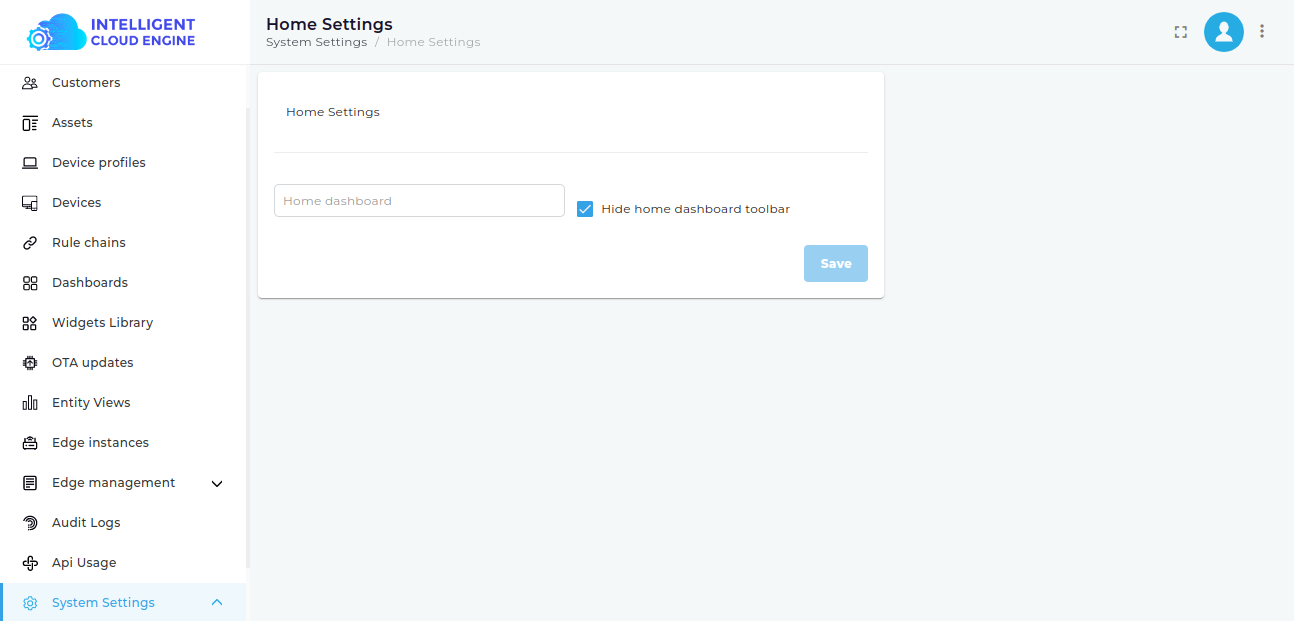 INTELLIGENT
CLOUD ENGINE
Home Settings
System Settings / Home Settings
Customers
Assets
Device profiles
Devices
Rule chains
Dashboards
Widgets Library
OTA updates
Entity Views
Edge instances
Edge management
Audit Logs
Api Usage
System Settings
Home Settings
Home dashboard
Hide home dashboard toolbar
Save